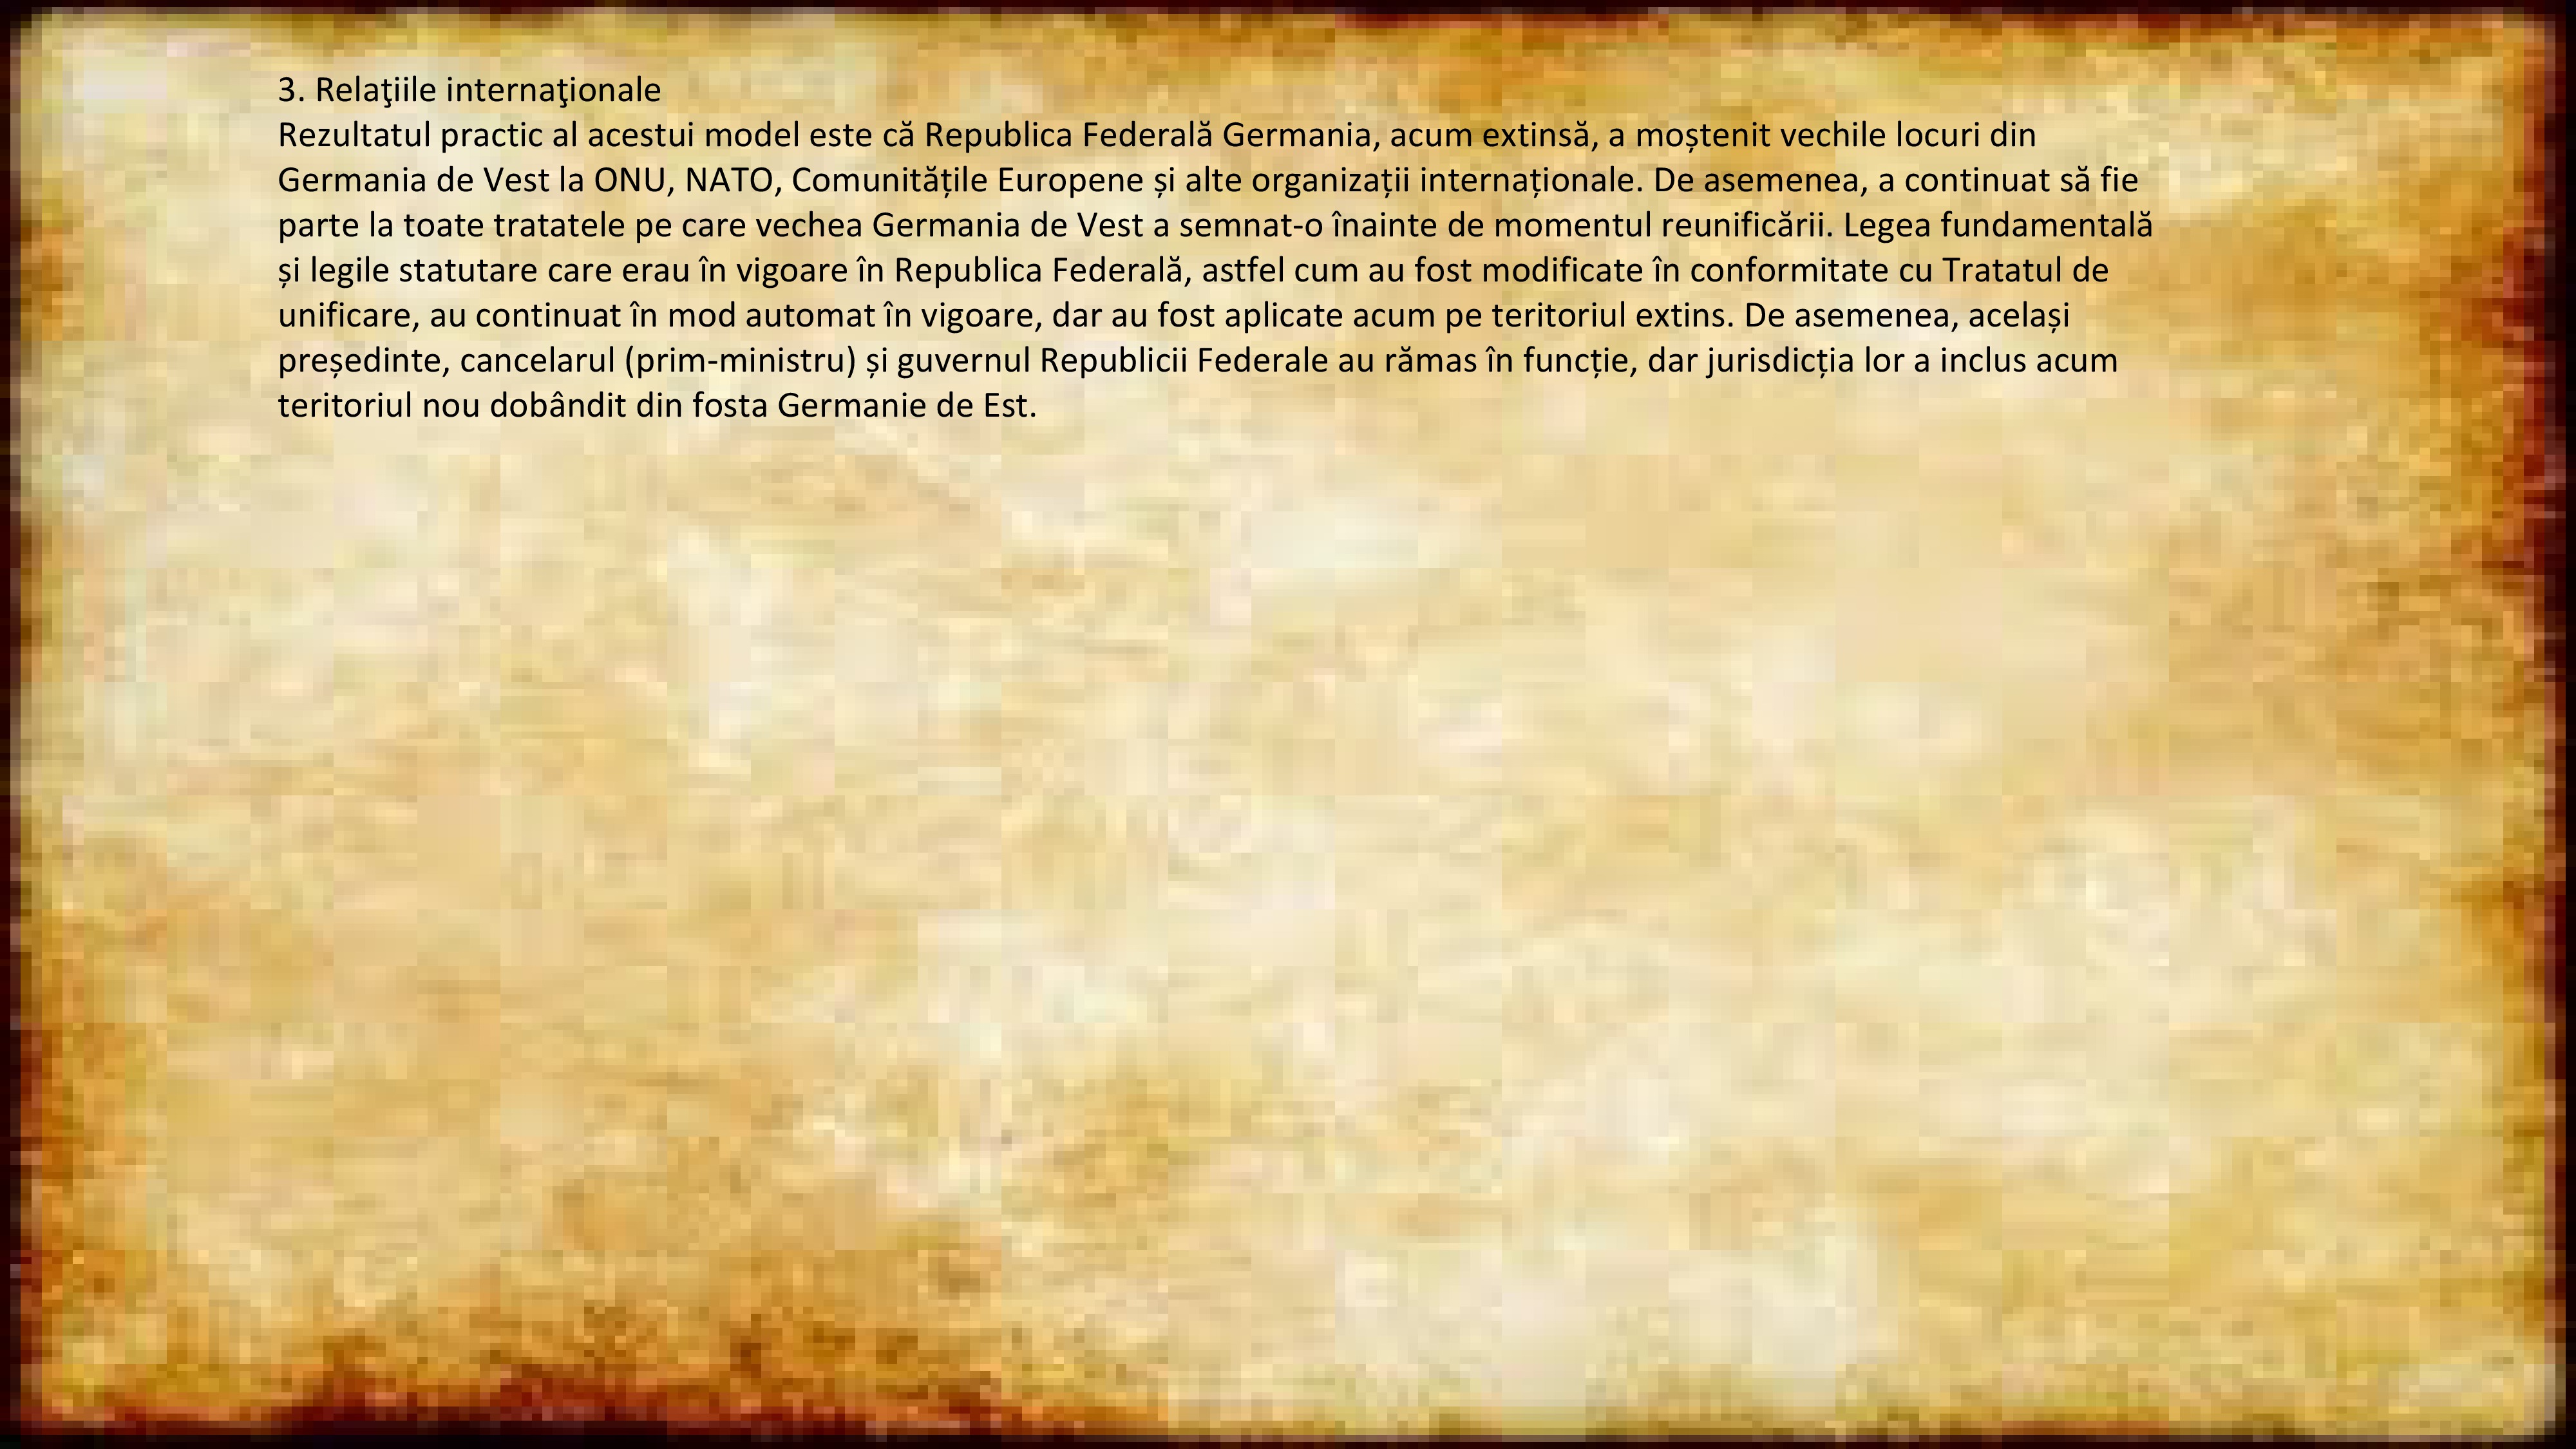 3. Relaţiile internaţionale
Rezultatul practic al acestui model este că Republica Federală Germania, acum extinsă, a moștenit vechile locuri din
Germania de Vest la ONU, NATO, Comunitățile Europene și alte organizații internaționale. De asemenea, a continuat să fie
parte la toate tratatele pe care vechea Germania de Vest a semnat-o înainte de momentul reunificării. Legea fundamentală
și legile statutare care erau în vigoare în Republica Federală, astfel cum au fost modificate în conformitate cu Tratatul de
unificare, au continuat în mod automat în vigoare, dar au fost aplicate acum pe teritoriul extins. De asemenea, același
președinte, cancelarul (prim-ministru) și guvernul Republicii Federale au rămas în funcție, dar jurisdicția lor a inclus acum
teritoriul nou dobândit din fosta Germanie de Est.